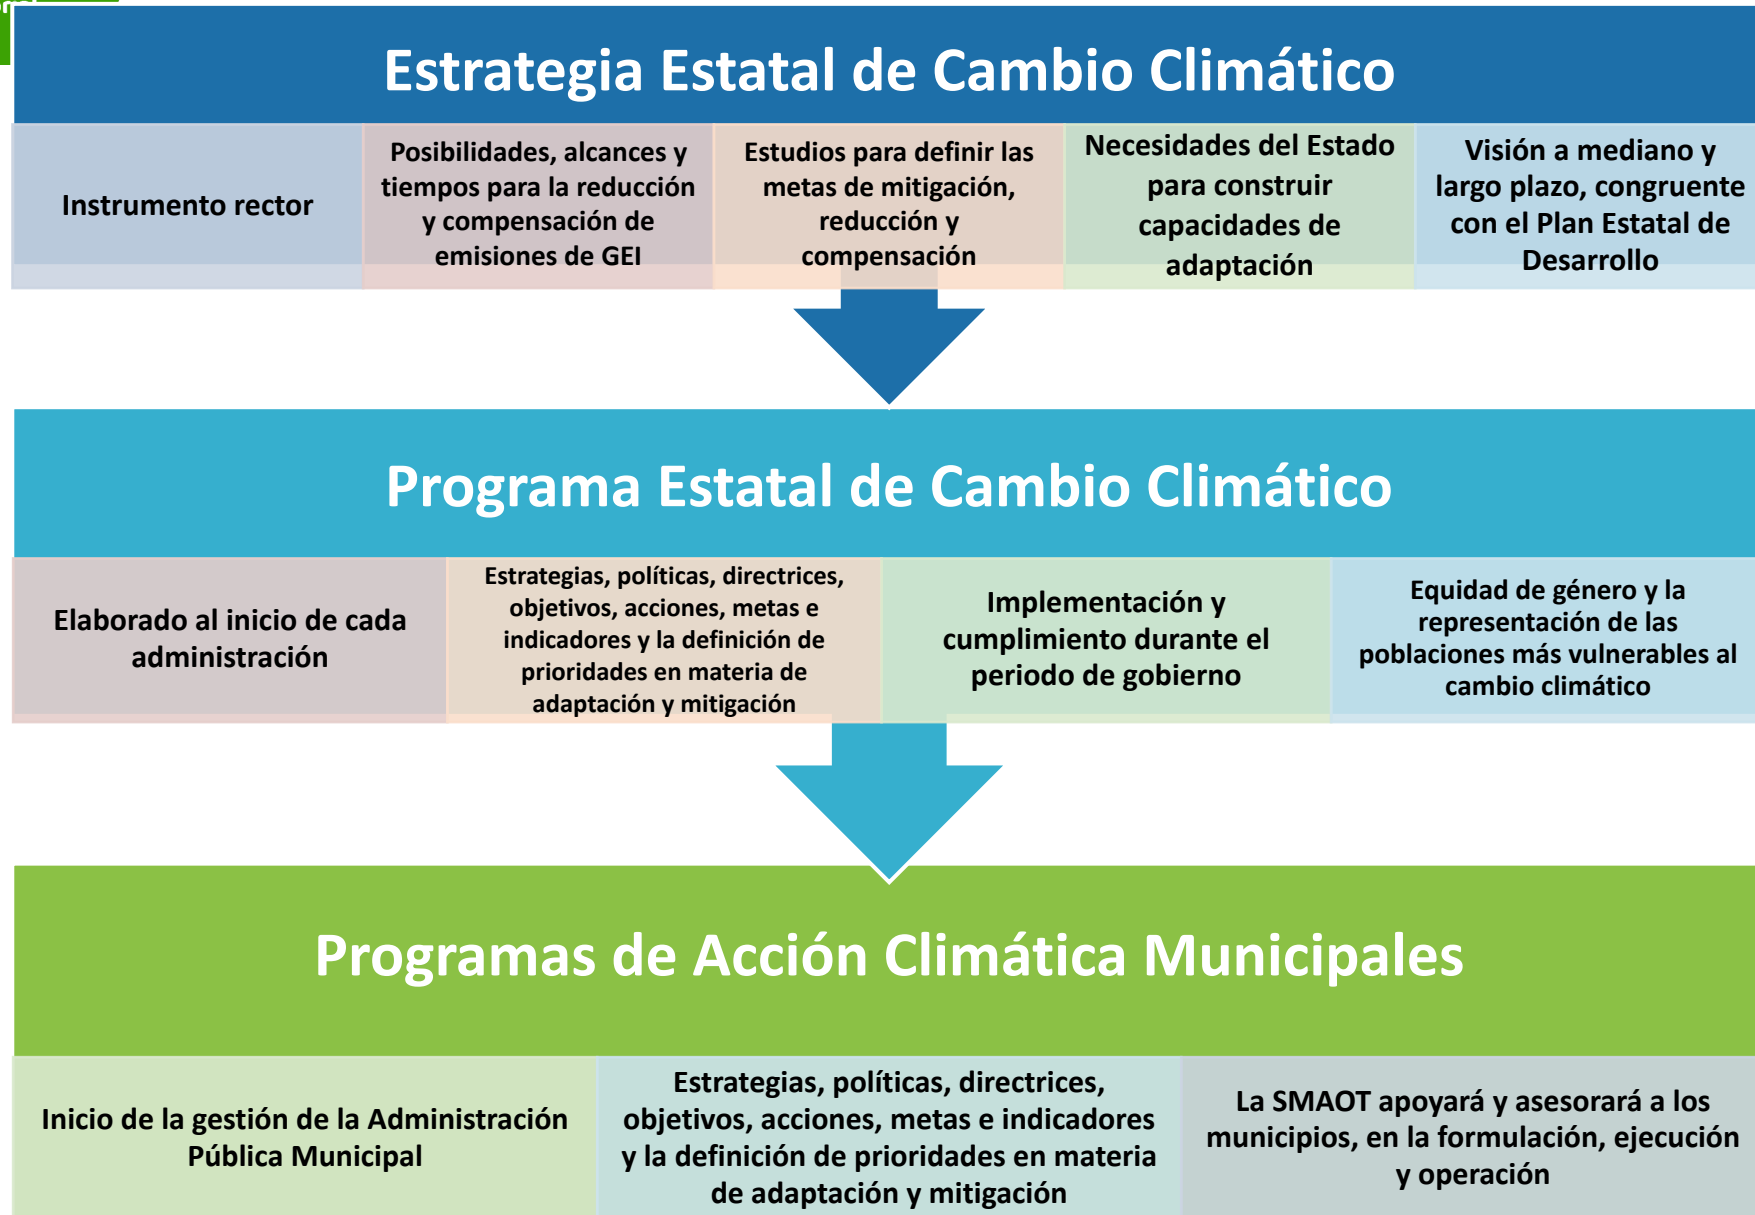 Estrategia Estatal de Cambio Climático
Instrumento rector
Posibilidades, alcances y
tiempos para la reducción
y compensación de
emisiones de GEI
Estudios para definir las
metas de mitigación,
reducción y
compensación
Necesidades del Estado
para construir
capacidades de
adaptación
Visión a mediano y
largo plazo, congruente
con el Plan Estatal de
Desarrollo
Programa Estatal de Cambio Climático
Elaborado al inicio de cada
administración
Estrategias, políticas, directrices,
objetivos, acciones, metas e
indicadores y la definición de
prioridades en materia de
adaptación y mitigación
Implementación y
cumplimiento durante el
periodo de gobierno
Equidad de género y la
representación de las
poblaciones más vulnerables al
cambio climático
Programas de Acción Climática Municipales
Inicio de la gestión de la Administración
Pública Municipal
Estrategias, políticas, directrices,
objetivos, acciones, metas e indicadores
y la definición de prioridades en materia
de adaptación y mitigación
La SMAOT apoyará y asesorará a los
municipios, en la formulación, ejecución
y operación